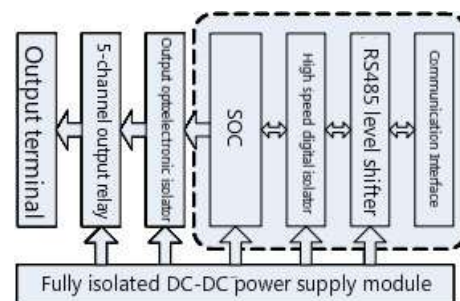 Output terminal
5-channel output relay
Output optoelectronic isolator
SOC
High speed digital isolator
RS485 level shifter
Communication Interface
Fully isolated DC-DC power supply module